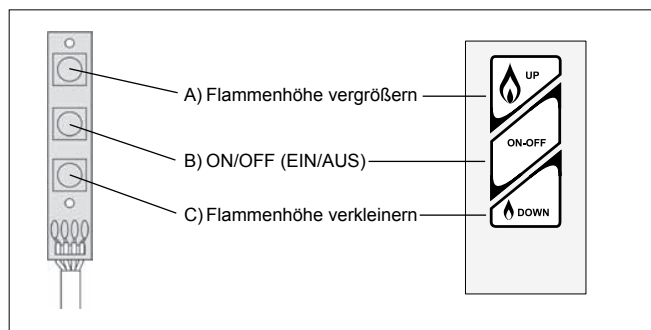 A) Flammenhöhe vergrößern
B) ON/OFF (EIN/AUS)
C) Flammenhöhe verkleinern
UP
ON-OFF
DOWN